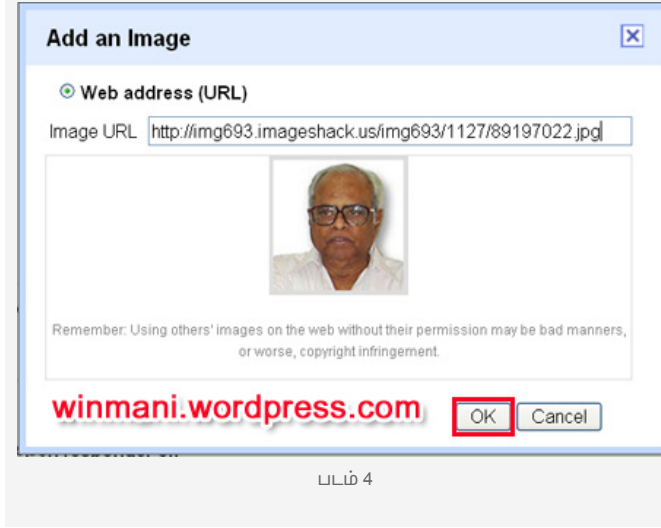 Add an Image
Web address (URL)
Image URL http://img693.imageshack.us/img693/1127/89197022.jpg
Remember: Using others' images on the web without their permission may be bad manners,
or worse, copyright infringement.
winmani.wordpress.com
OK Cancel
படம் 4